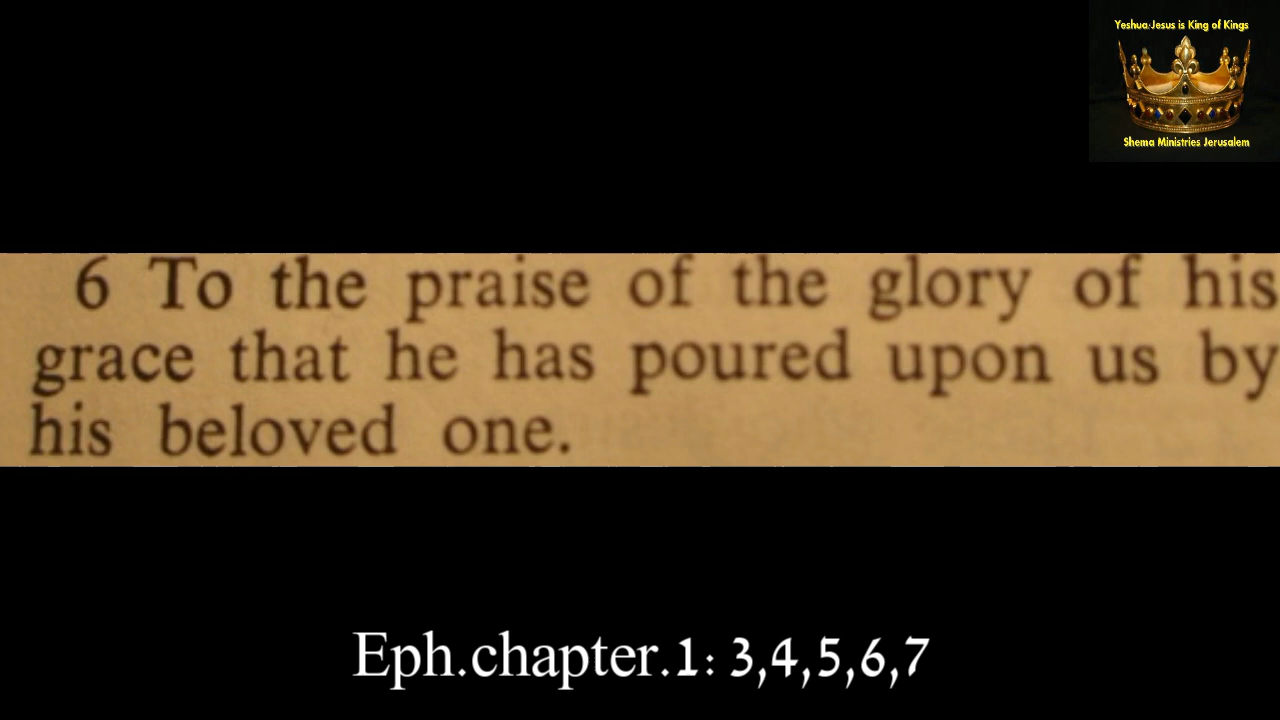 Yeshua-Jesus is King of Kings
Shema Ministries Jerusalem
6 To the praise of the glory of his
grace that he has poured upon us by
his beloved one.
Eph.chapter.1: 3,4,5,6,7